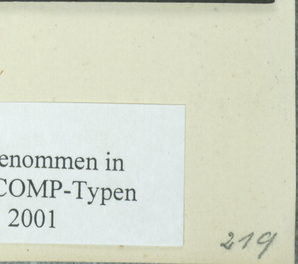 enommen in
COMP-Typen
2001
219